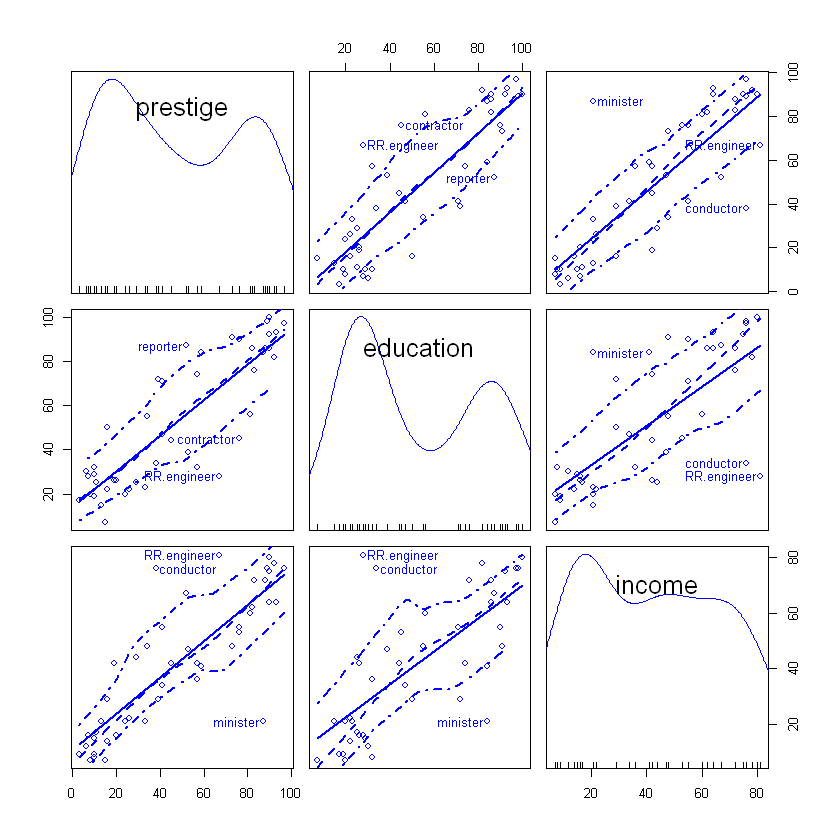 20 40 60 80 100
prestige
contractor
RR.engineer
reporter
minister
RR.engineer
conductor
0 20 40 60 80 100
20 40 60 80 100
reporter
contractor
RR.engineer
education
minister
conductor
RR.engineer
RR.engineer
conductor
minister
RR.engineer
conductor
minister
income
20 40 60 80
0 20 40 60 80 100
20 40 60 80